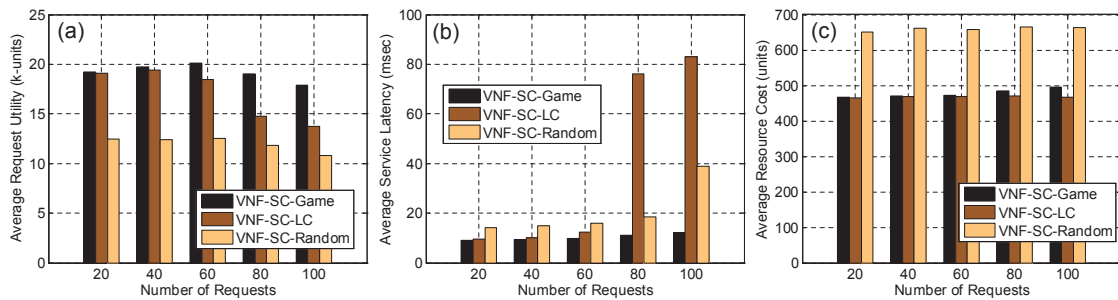 (a)
Average Request Utility (k-units)
25
20
15
10
5
0
VNF-SC-Game
VNF-SC-LC
VNF-SC-Random
20 40 60 80 100
Number of Requests
(b)
Average Service Latency (msec)
100
80
60
40
20
0
VNF-SC-Game
VNF-SC-LC
VNF-SC-Random
20 40 60 80 100
Number of Requests
(c)
Average Resource Cost (units)
700
600
500
400
300
200
100
0
VNF-SC-Game
VNF-SC-LC
VNF-SC-Random
20 40 60 80 100
Number of Requests